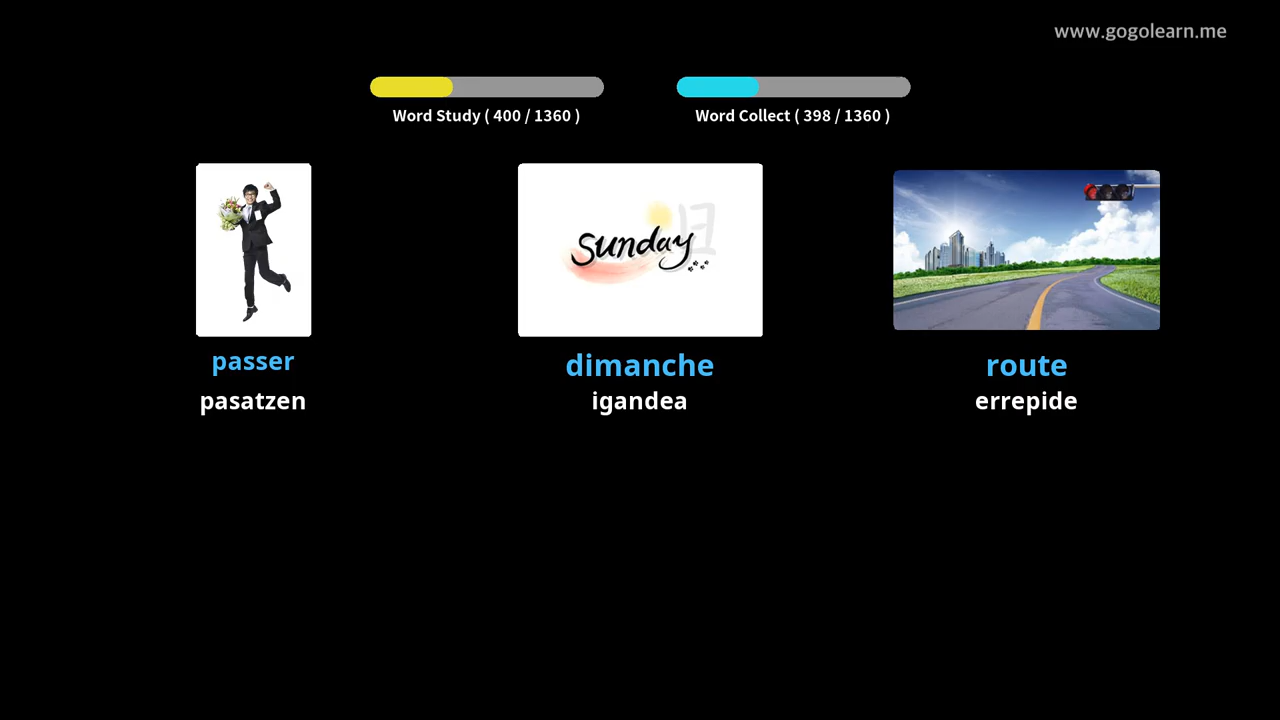 www.gogolearn.me
Word Study ( 400 / 1360 )
Word Collect ( 398 / 1360 )
Sunday
passer
dimanche
route
pasatzen
igandea
errepide